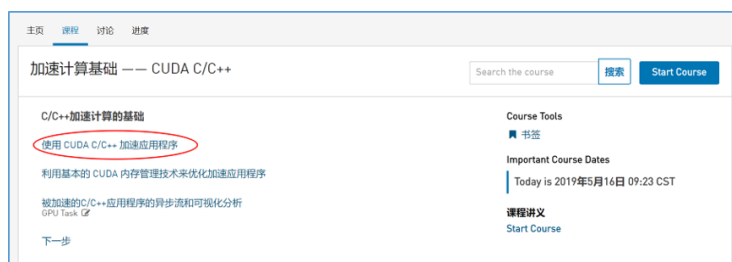 主页 课程 讨论 进度
加速计算基础 —— CUDA C/C++
Search the course 搜索 Start Course
C/C++加速计算的基础
使用 CUDA C/C++ 加速应用程序
利用基本的 CUDA 内存管理技术来优化加速应用程序
被加速的C/C++应用程序的异步流和可视化分析
GPU Task
下一步
Course Tools
书签
Important Course Dates
Today is 2019年5月16日 09:23 CST
课程讲义
Start Course